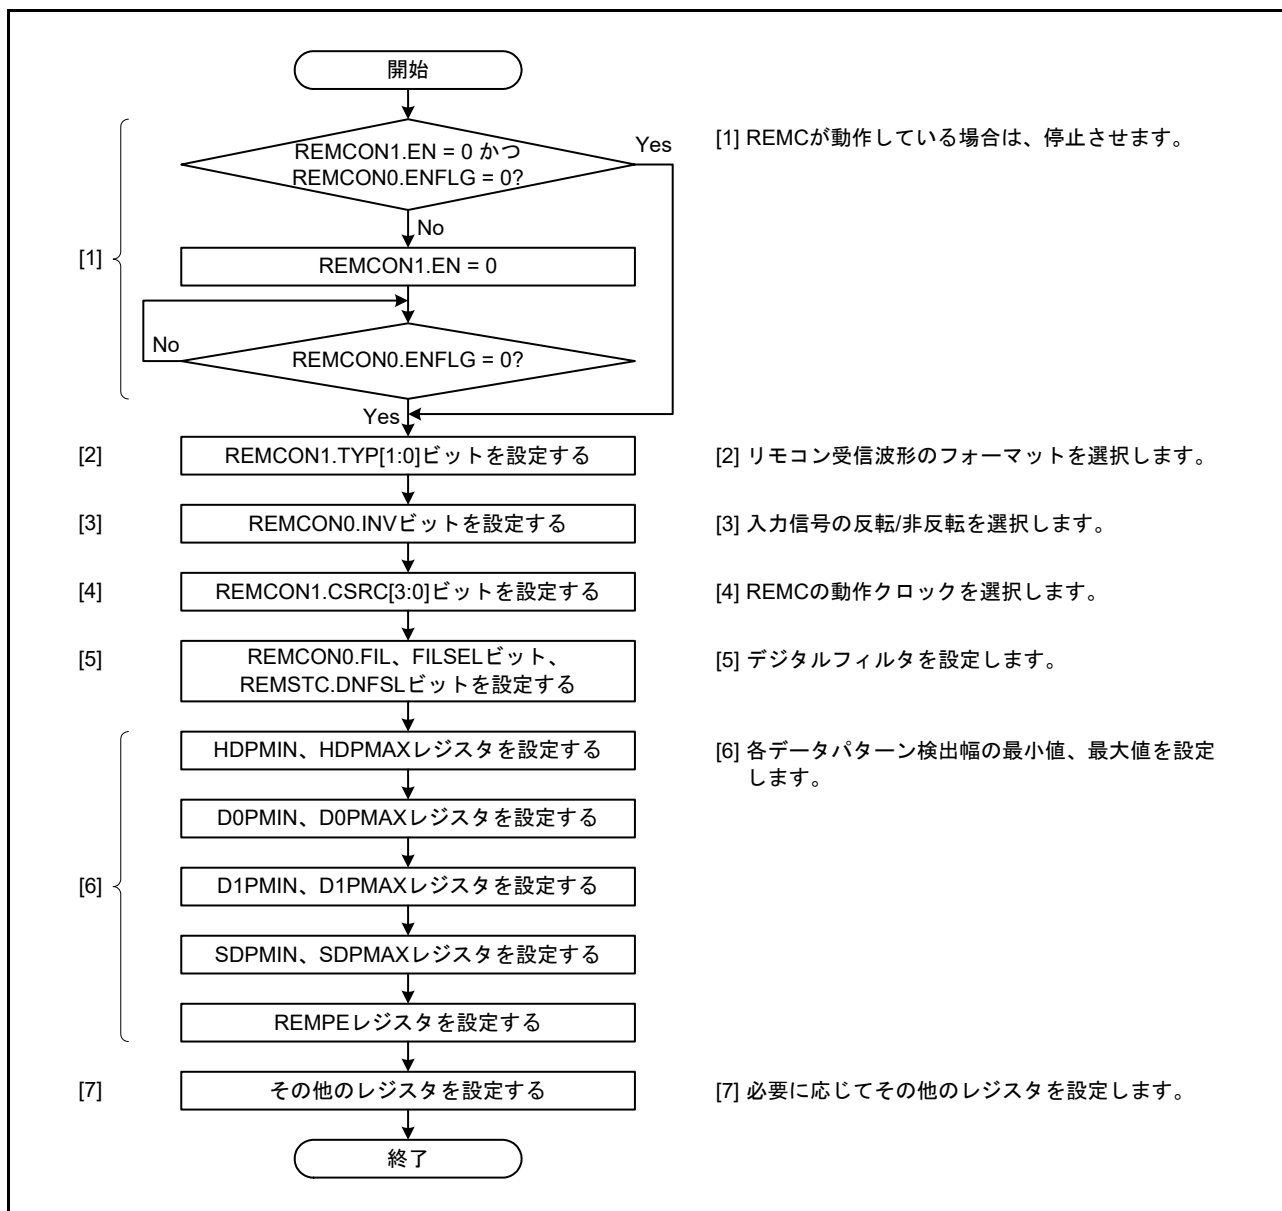 開始
REMCON1.EN = 0 かつ
REMCON0.ENFLG = 0?
Yes
[1] REMCが動作している場合は、停止させます。
No
[1]
REMCON1.EN = 0
No
REMCON0.ENFLG = 0?
Yes
[2]
REMCON1.TYP[1:0]ビットを設定する
[2] リモコン受信波形のフォーマットを選択します。
[3]
REMCON0.INVビットを設定する
[3] 入力信号の反転/非反転を選択します。
[4]
REMCON1.CSRC[3:0]ビットを設定する
[4] REMCの動作クロックを選択します。
[5]
REMCON0.FIL、FILSELビット、
REMSTC.DNFSLビットを設定する
[5] デジタルフィルタを設定します。
HDPMIN、HDPMAXレジスタを設定する
[6] 各データパターン検出幅の最小値、最大値を設定
します。
D0PMIN、D0PMAXレジスタを設定する
[6]
D1PMIN、D1PMAXレジスタを設定する
SDPMIN、SDPMAXレジスタを設定する
REMPEレジスタを設定する
[7]
その他のレジスタを設定する
[7] 必要に応じてその他のレジスタを設定します。
終了